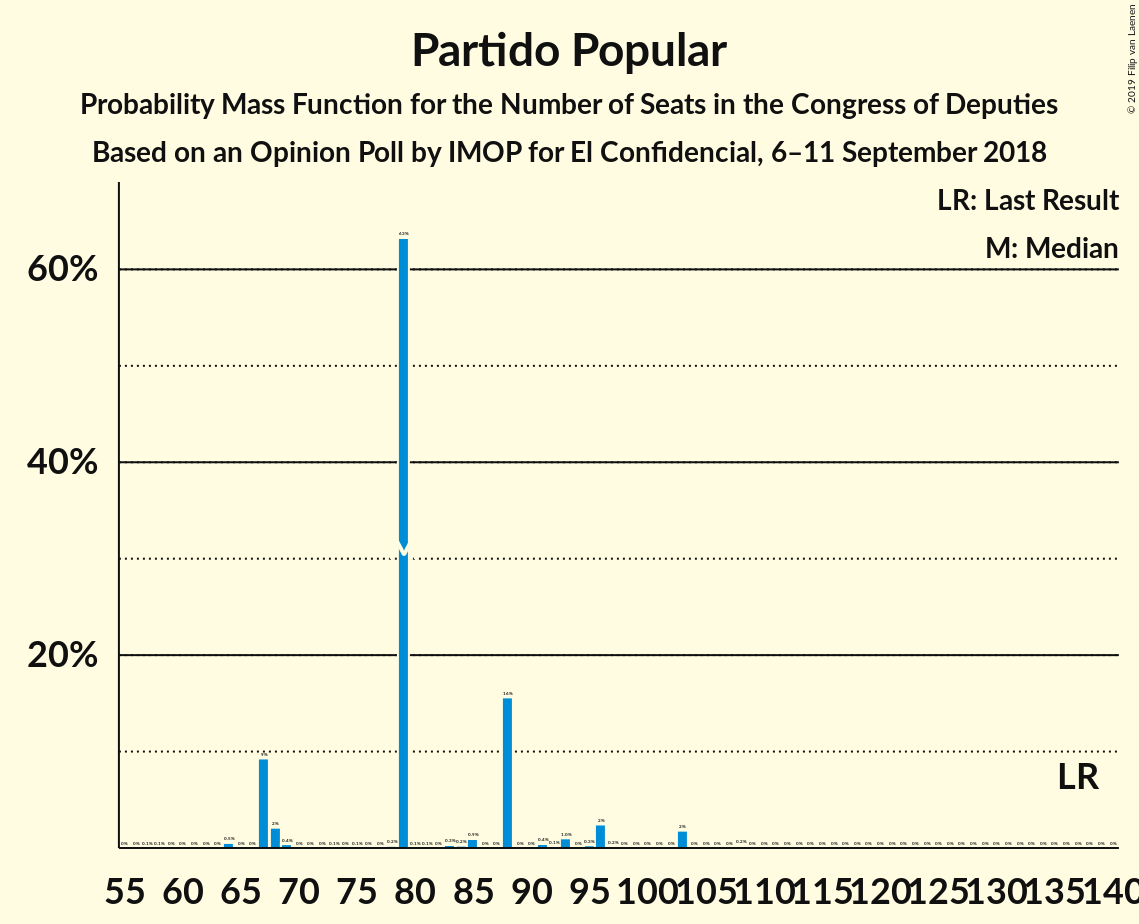 Partido Popular
Probability Mass Function for the Number of Seats in the Congress of Deputies
Based on an Opinion Poll by IMOP for El Confidencial, 6–11 September 2018
© 2019 Filip van Laenen
LR: Last Result
M: Median
60%
40%
20%
LR
55 60 65 70 75 80 85 90 95 100 105 110 115 120 125 130 135 140